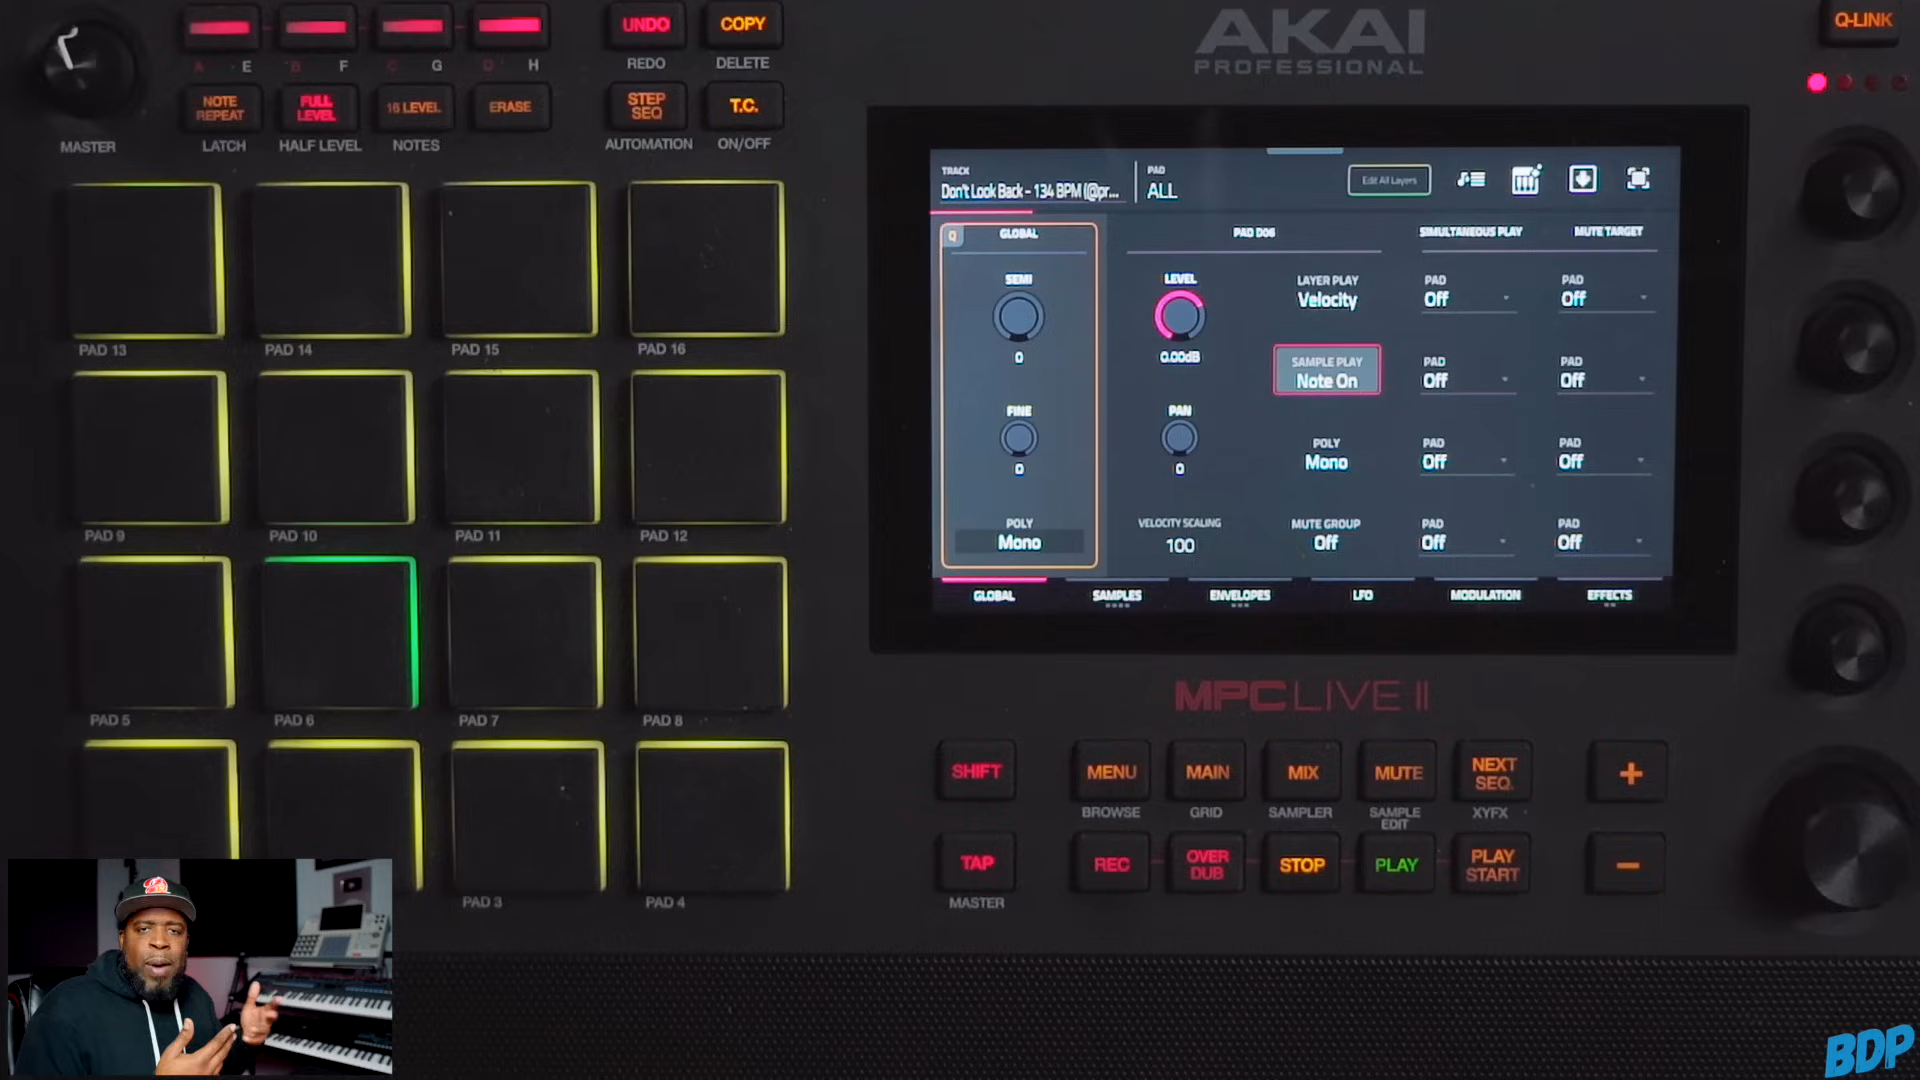 UNDO
COPY
AKAI
PROFESSIONAL
Q-LINK
A E B F C G D H
REDO
DELETE
NOTE
REPEAT
FULL
LEVEL
16 LEVEL
ERASE
STEP
SEQ
T.C.
MASTER
LATCH
HALF LEVEL
NOTES
AUTOMATION
ON/OFF
TRACK
Don't Look Back - 134 BPM (@pr...
PAD
ALL
Edit All Layers
Q
GLOBAL
PAD D06
SIMULTANEOUS PLAY
MUTE TARGET
SEMI
0
LEVEL
0.00dB
LAYER PLAY
Velocity
PAD
Off
PAD
Off
SAMPLE PLAY
Note On
PAD
Off
PAD
Off
FINE
0
PAN
0
POLY
Mono
PAD
Off
PAD
Off
POLY
Mono
VELOCITY SCALING
100
MUTE GROUP
Off
PAD
Off
PAD
Off
GLOBAL
SAMPLES
ENVELOPES
LFO
MODULATION
EFFECTS
PAD 13
PAD 14
PAD 15
PAD 16
PAD 9
PAD 10
PAD 11
PAD 12
PAD 5
PAD 6
PAD 7
PAD 8
PAD 3
PAD 4
MPC LIVE II
SHIFT
MENU
MAIN
MIX
MUTE
NEXT
SEQ
+
BROWSE
GRID
SAMPLER
SAMPLE
EDIT
XYFX
TAP
REC
OVER
DUB
STOP
PLAY
PLAY
START
−
MASTER
BDP